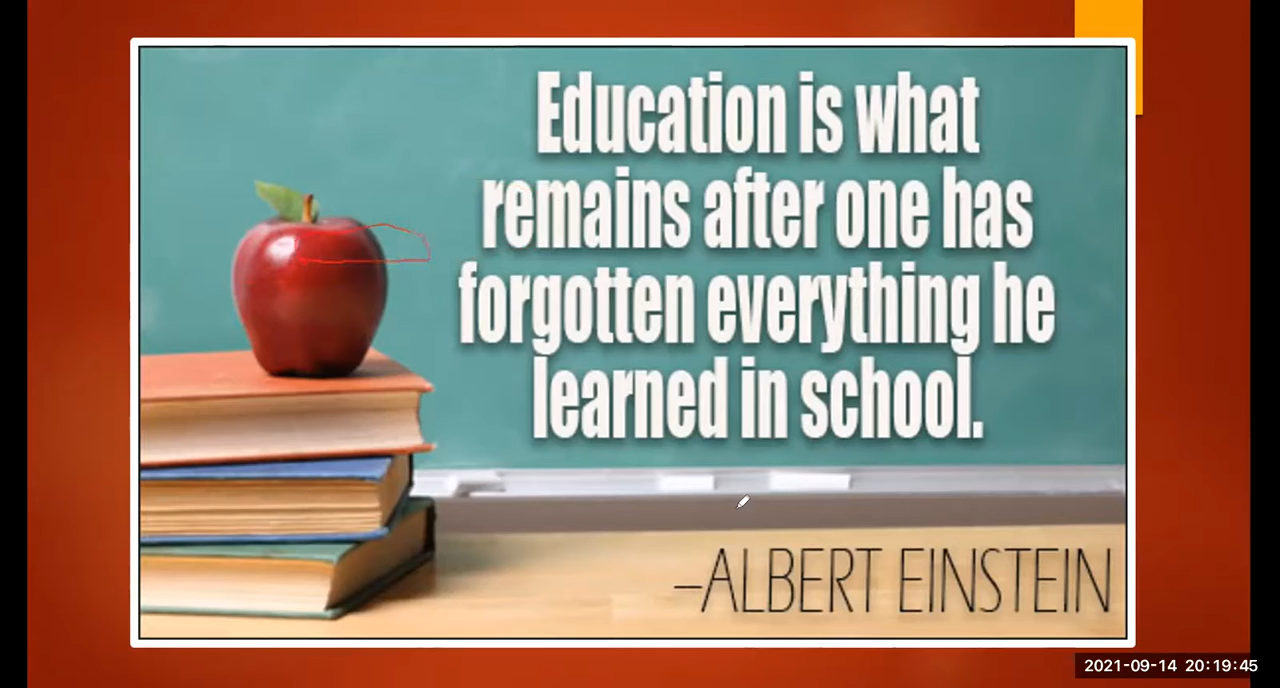 Education is what
remains after one has
forgotten everything he
learned in school.
–ALBERT EINSTEIN
2021-09-14 20:19:45